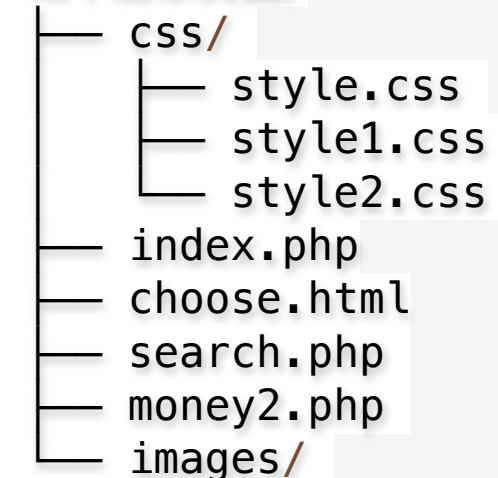 css/
style.css
style1.css
style2.css
index.php
choose.html
search.php
money2.php
images/